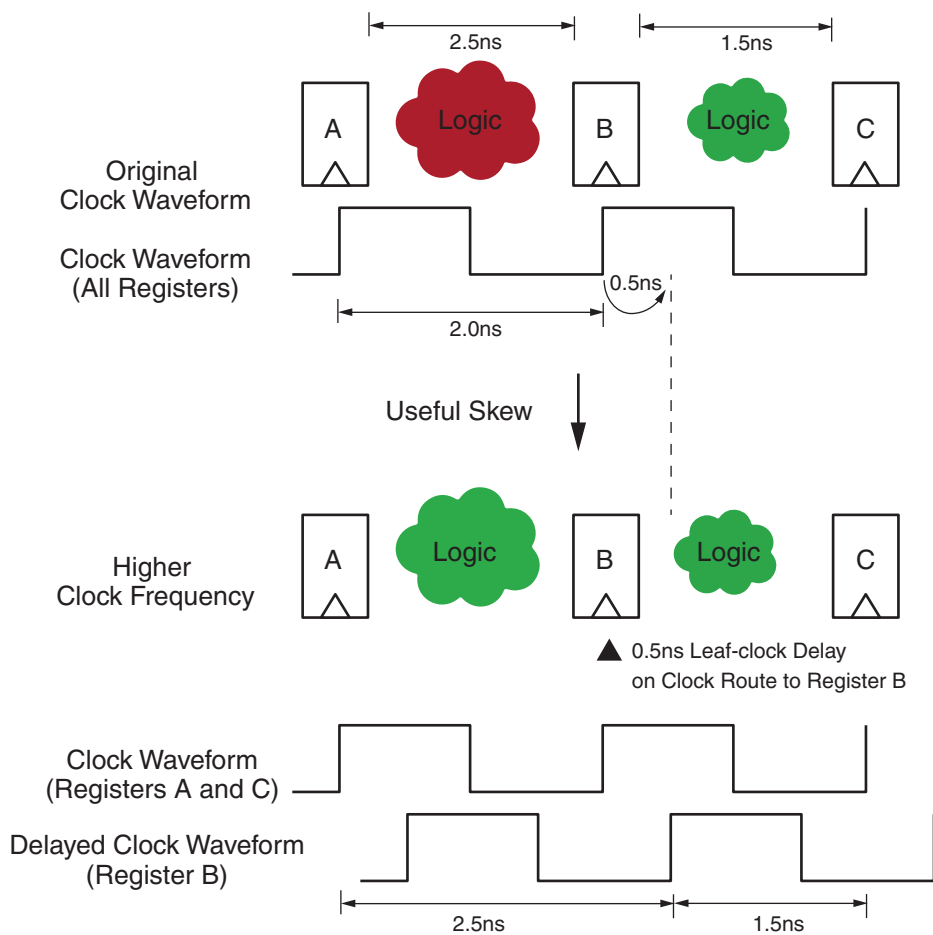 2.5ns
1.5ns
A
Logic
B
Logic
C
Original
Clock Waveform
Clock Waveform
(All Registers)
0.5ns
2.0ns
Useful Skew
A
Logic
B
Logic
C
Higher
Clock Frequency
0.5ns Leaf-clock Delay
on Clock Route to Register B
Clock Waveform
(Registers A and C)
Delayed Clock Waveform
(Register B)
2.5ns
1.5ns